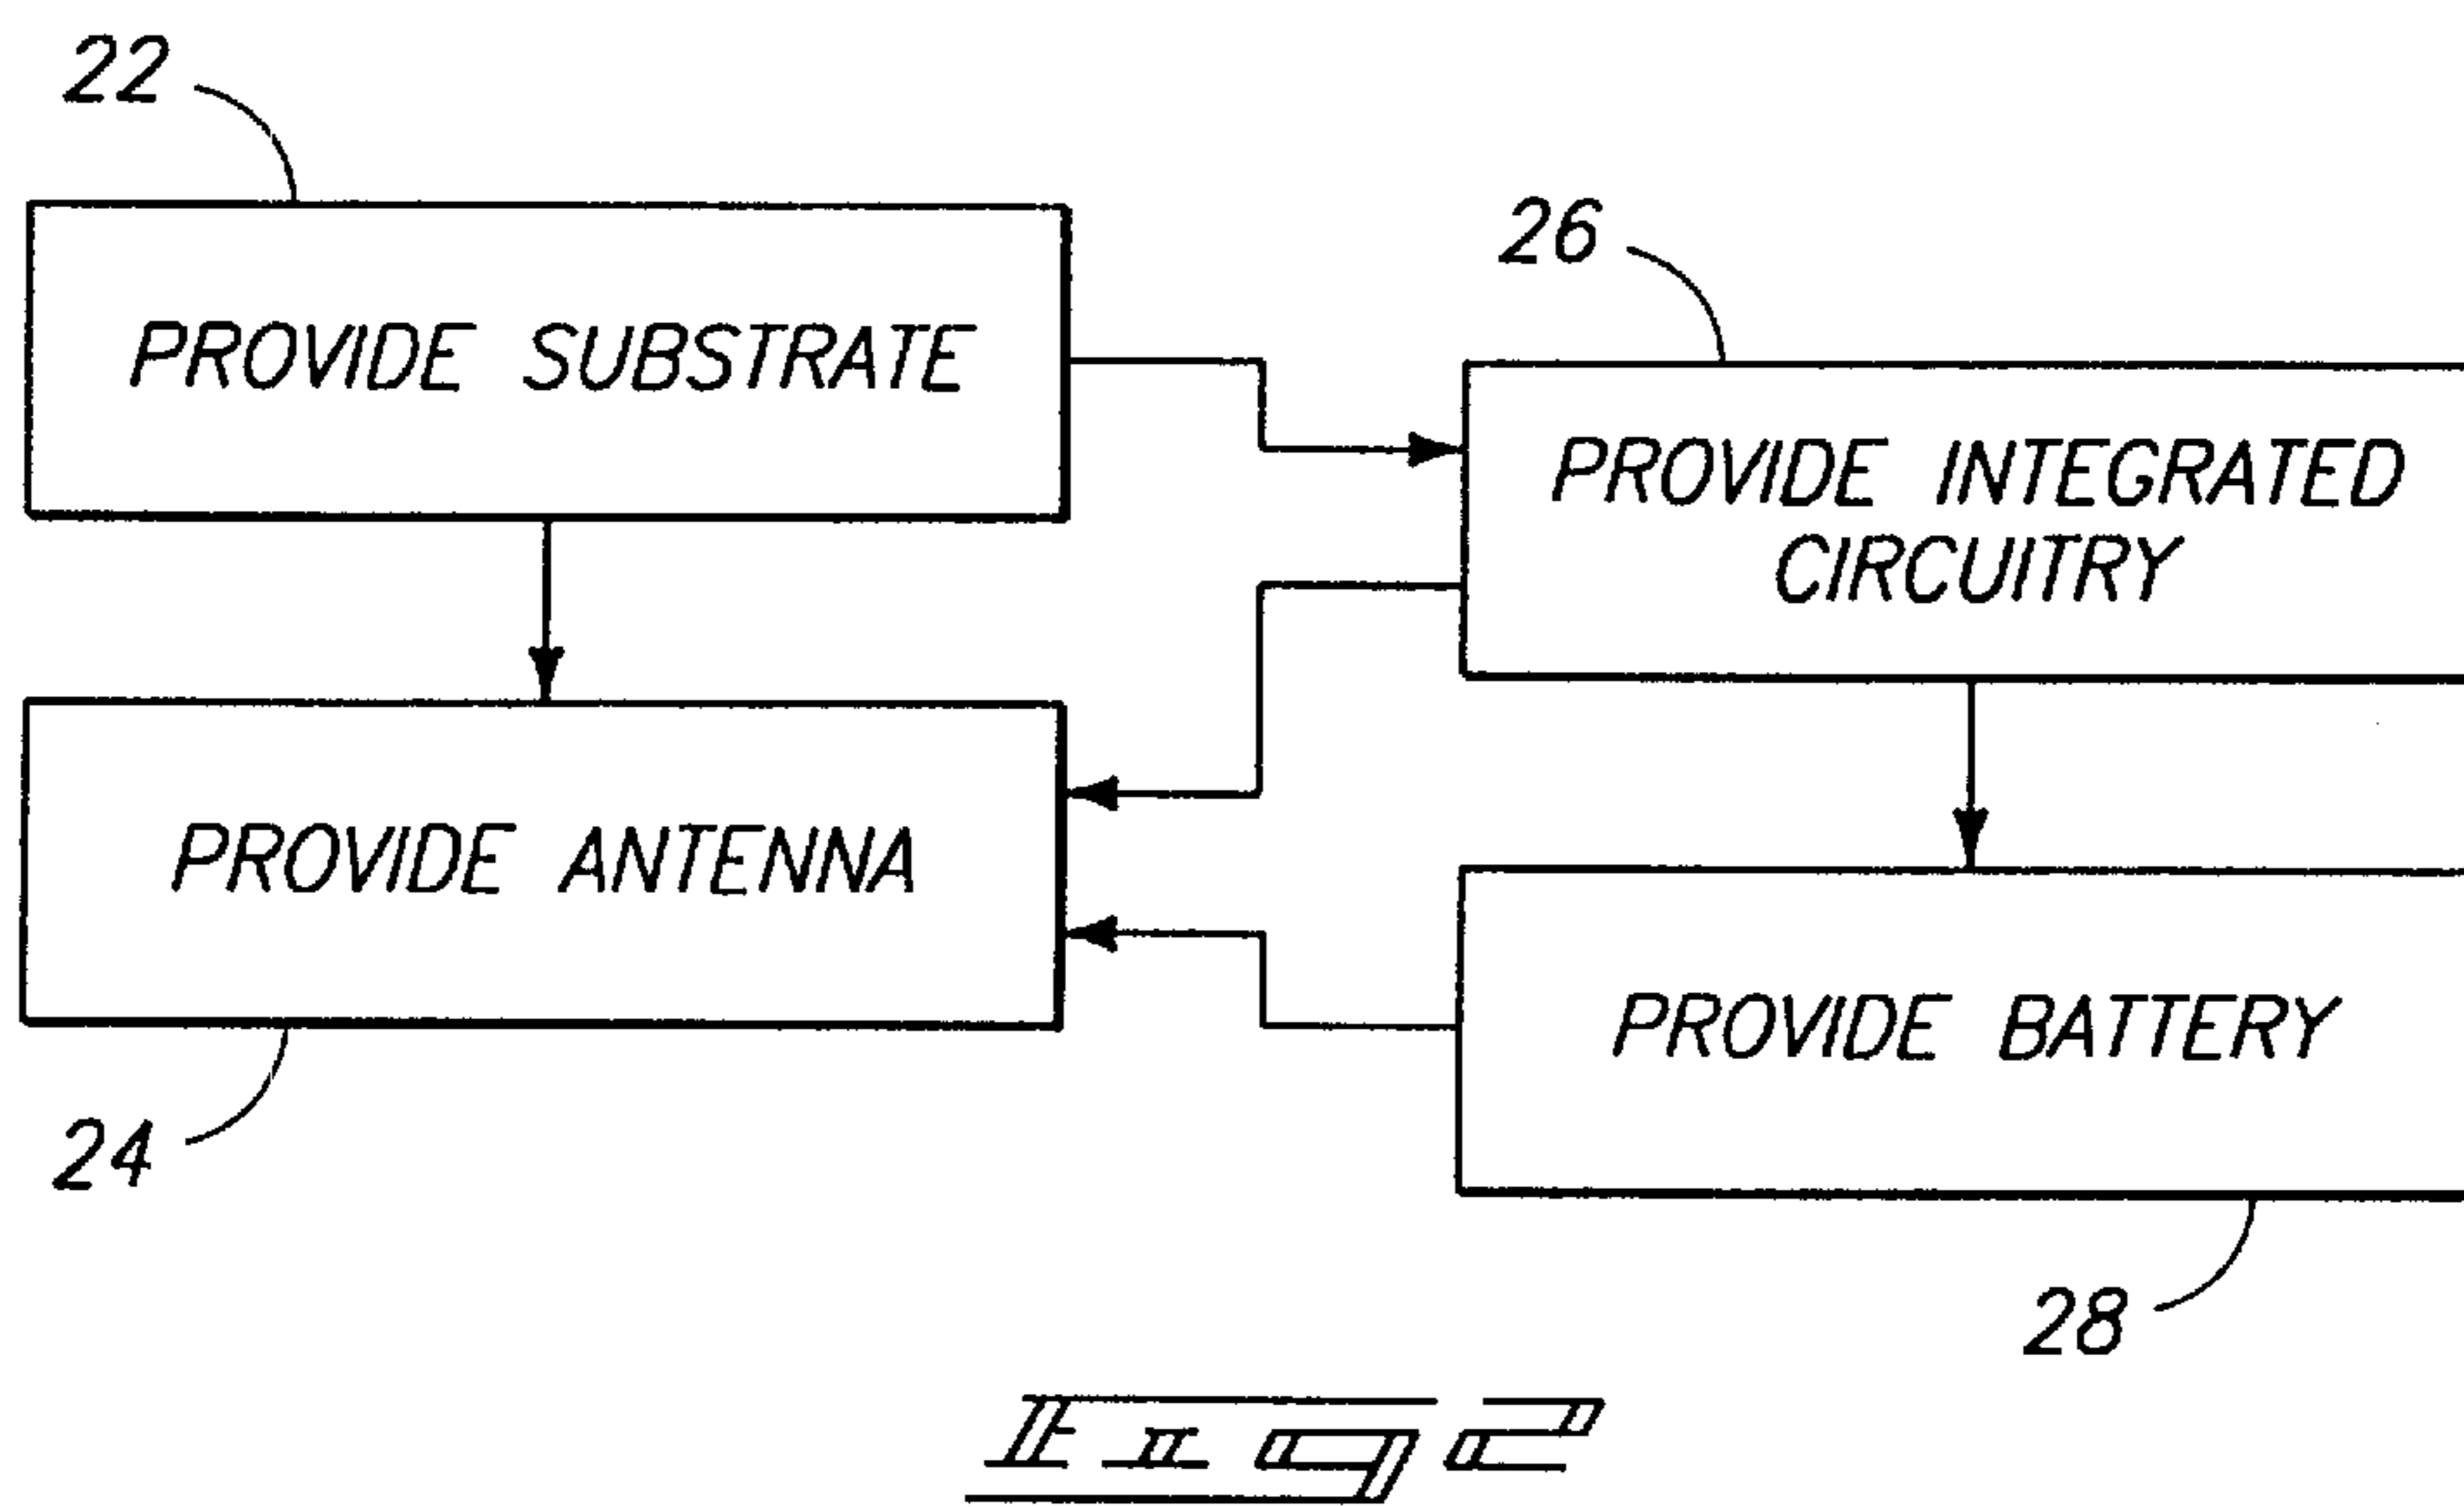 22
PROVIDE SUBSTRATE
26
PROVIDE INTEGRATED
CIRCUITRY
PROVIDE ANTENNA
24
PROVIDE BATTERY
28
Fig 2